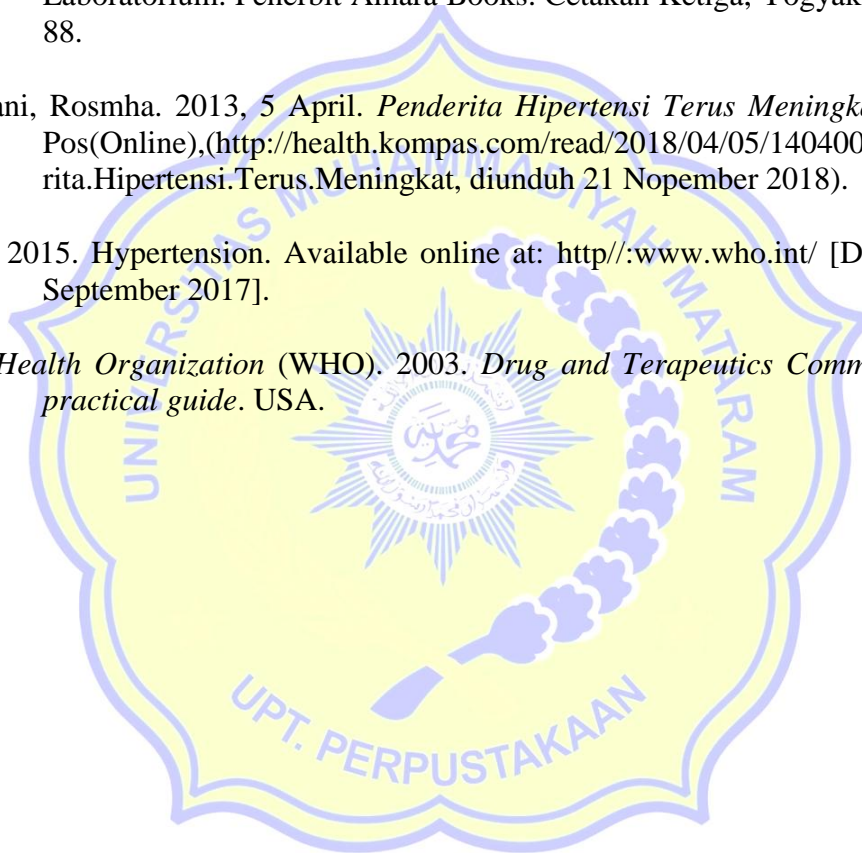 Laboratorium. Penerbit Amara Books. Cetakan Ketiga, Yogyak
88.
ani, Rosmha. 2013, 5 April. Penderita Hipertensi Terus Meningka
Pos(Online),(http://health.kompas.com/read/2018/04/05/140400
rita.Hipertensi.Terus.Meningkat, diunduh 21 Nopember 2018).
2015. Hypertension. Available online at: http//:www.who.int/ [D
September 2017].
Health Organization (WHO). 2003. Drug and Terapeutics Comm
practical guide. USA.
UNIVERSITAS MUHAMMADIYAH MATARAM
UPT. PERPUSTAKAAN